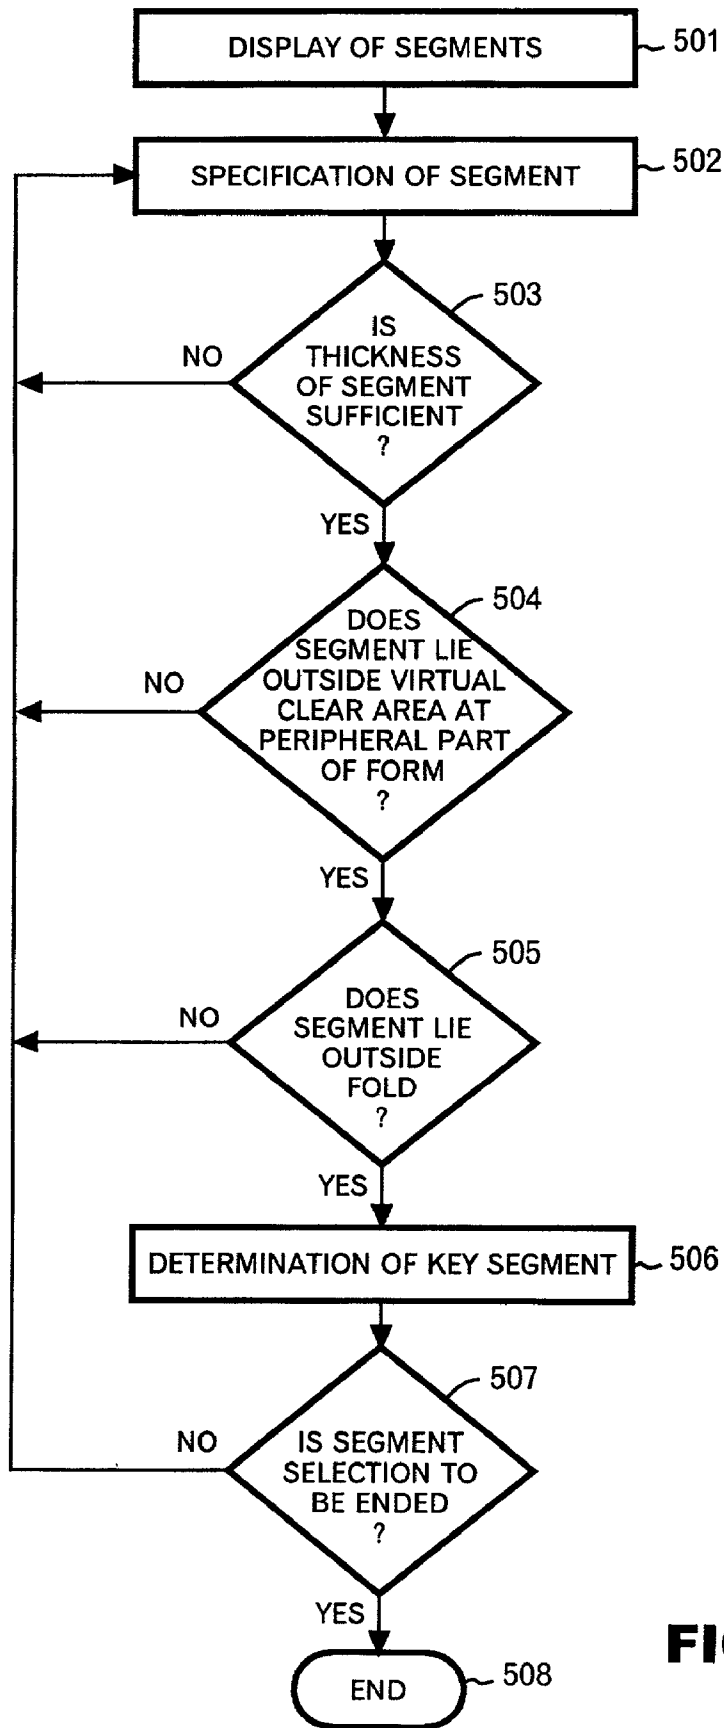 DISPLAY OF SEGMENTS 501
SPECIFICATION OF SEGMENT 502
503
IS
THICKNESS
OF SEGMENT
SUFFICIENT
?
NO
YES
504
DOES
SEGMENT LIE
OUTSIDE VIRTUAL
CLEAR AREA AT
PERIPHERAL PART
OF FORM
?
NO
YES
505
DOES
SEGMENT LIE
OUTSIDE
FOLD
?
NO
YES
DETERMINATION OF KEY SEGMENT 506
507
IS SEGMENT
SELECTION TO
BE ENDED
?
NO
YES
END 508